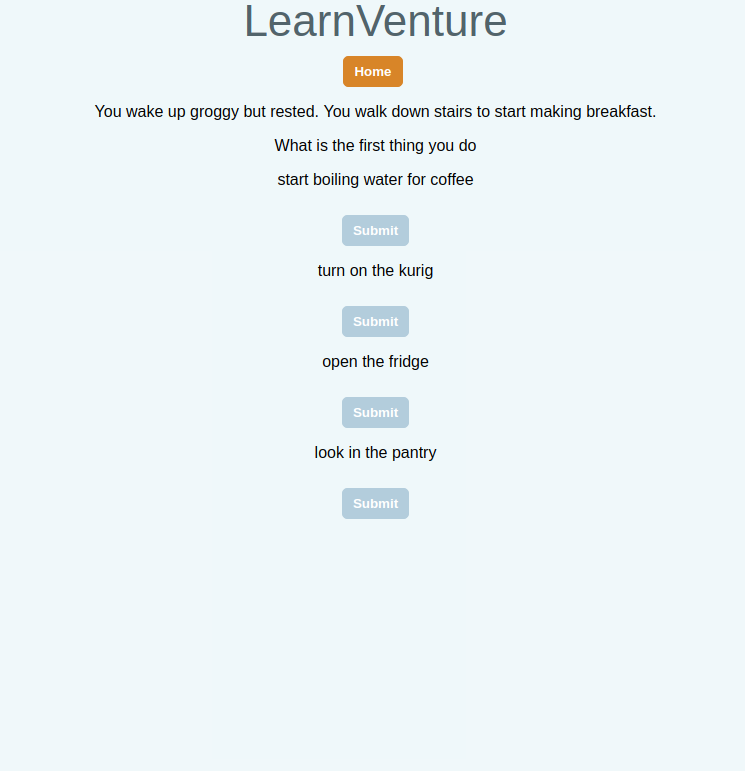 LearnVenture
Home
You wake up groggy but rested. You walk down stairs to start making breakfast.
What is the first thing you do
start boiling water for coffee
Submit
turn on the kurig
Submit
open the fridge
Submit
look in the pantry
Submit